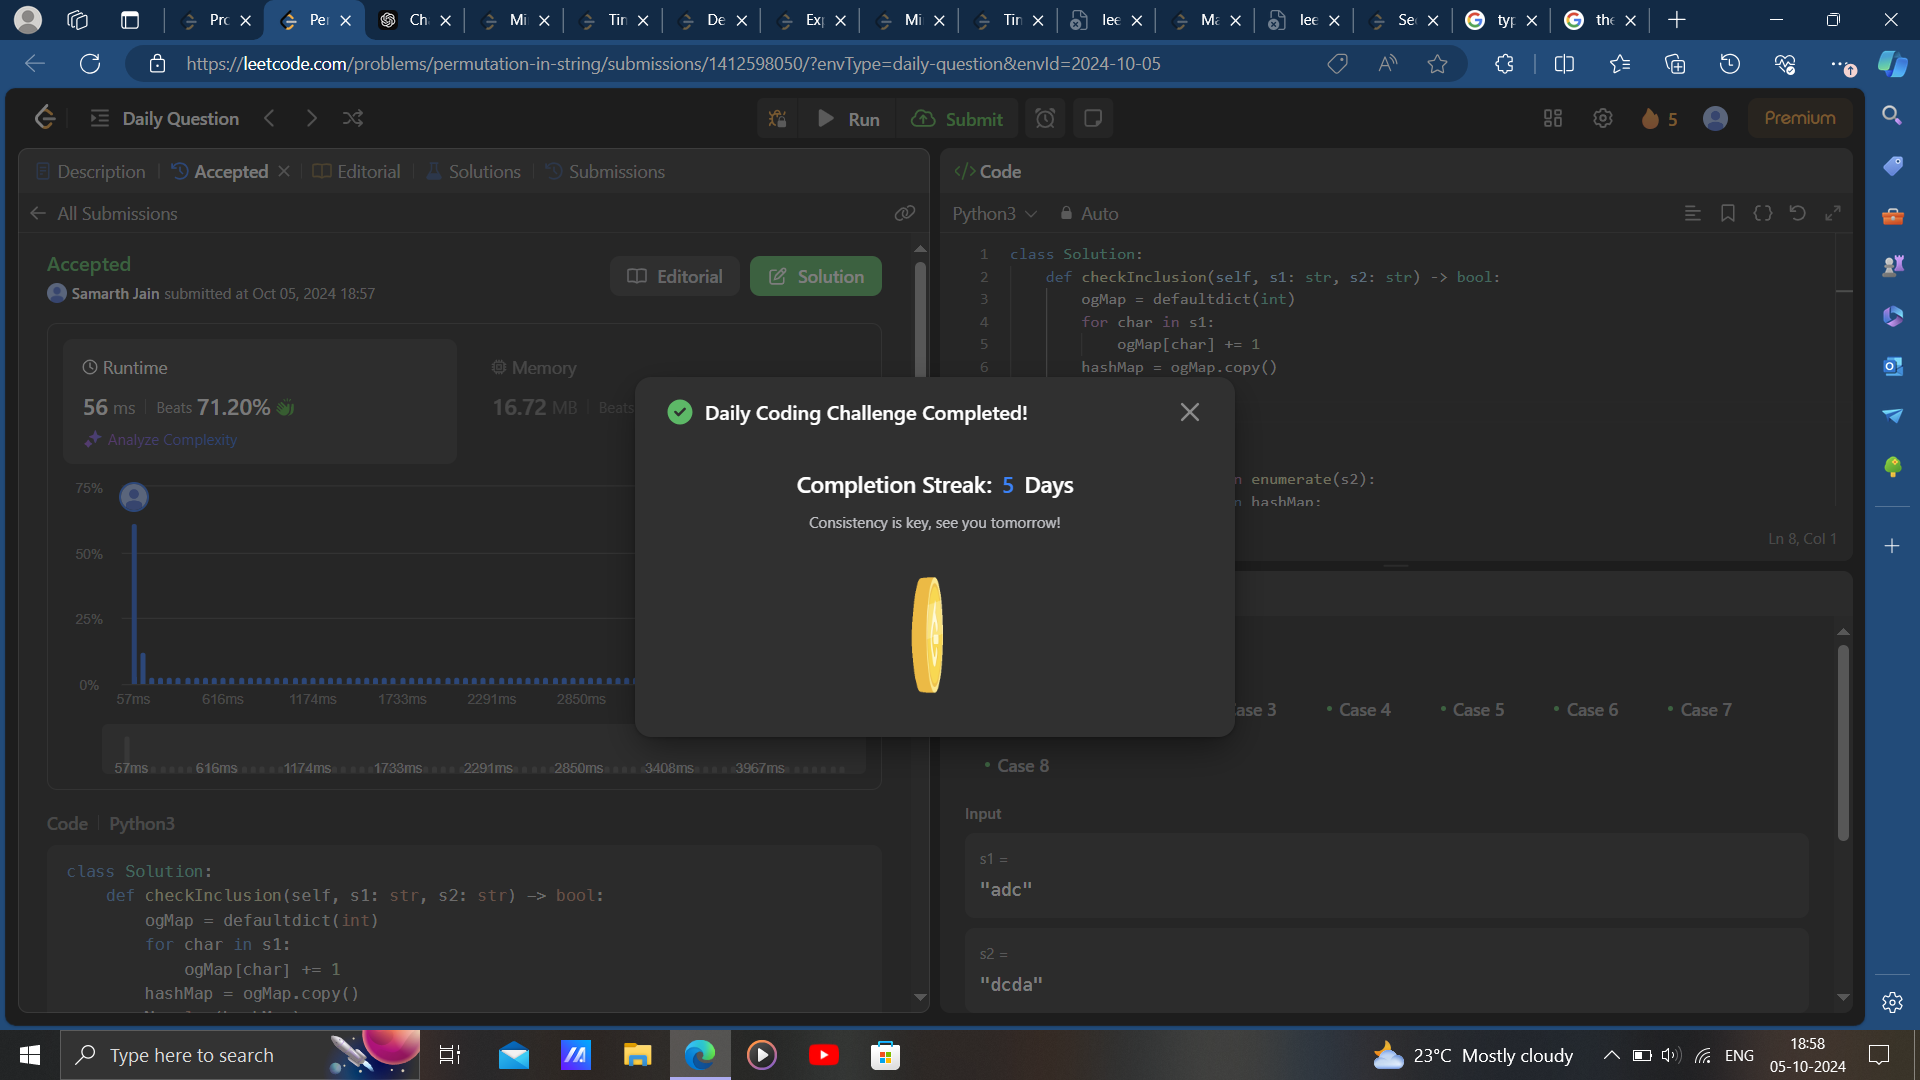 Pro
Per
Ch
Mi
Tin
De
Exp
Mi
Tin
lee
Ma
lee
Sec
typ
the
https://leetcode.com/problems/permutation-in-string/submissions/1412598050/?envType=daily-question&envId=2024-10-05
Daily Question
Run
Submit
5
Premium
Description
Accepted
Editorial
Solutions
Submissions
All Submissions
Accepted
Samarth Jain submitted at Oct 05, 2024 18:57
Editorial
Solution
Runtime
56 ms Beats 71.20%
Analyze Complexity
Memory
16.72 MB Beats
75%
50%
25%
0%
57ms 616ms 1174ms 1733ms 2291ms 2850ms
57ms 616ms 1174ms 1733ms 2291ms 2850ms 3408ms 3967ms
Code Python3
class Solution:
def checkInclusion(self, s1: str, s2: str) -> bool:
ogMap = defaultdict(int)
for char in s1:
ogMap[char] += 1
hashMap = ogMap.copy()
Daily Coding Challenge Completed!
Completion Streak: 5 Days
Consistency is key, see you tomorrow!
</> Code
Python3 Auto
1 class Solution:
2 def checkInclusion(self, s1: str, s2: str) -> bool:
3 ogMap = defaultdict(int)
4 for char in s1:
5 ogMap[char] += 1
6 hashMap = ogMap.copy()
n enumerate(s2):
n hashMap:
Ln 8, Col 1
ase 3
Case 4
Case 5
Case 6
Case 7
Case 8
Input
s1 =
"adc"
s2 =
"dcda"
Type here to search
23°C Mostly cloudy
ENG
18:58
05-10-2024